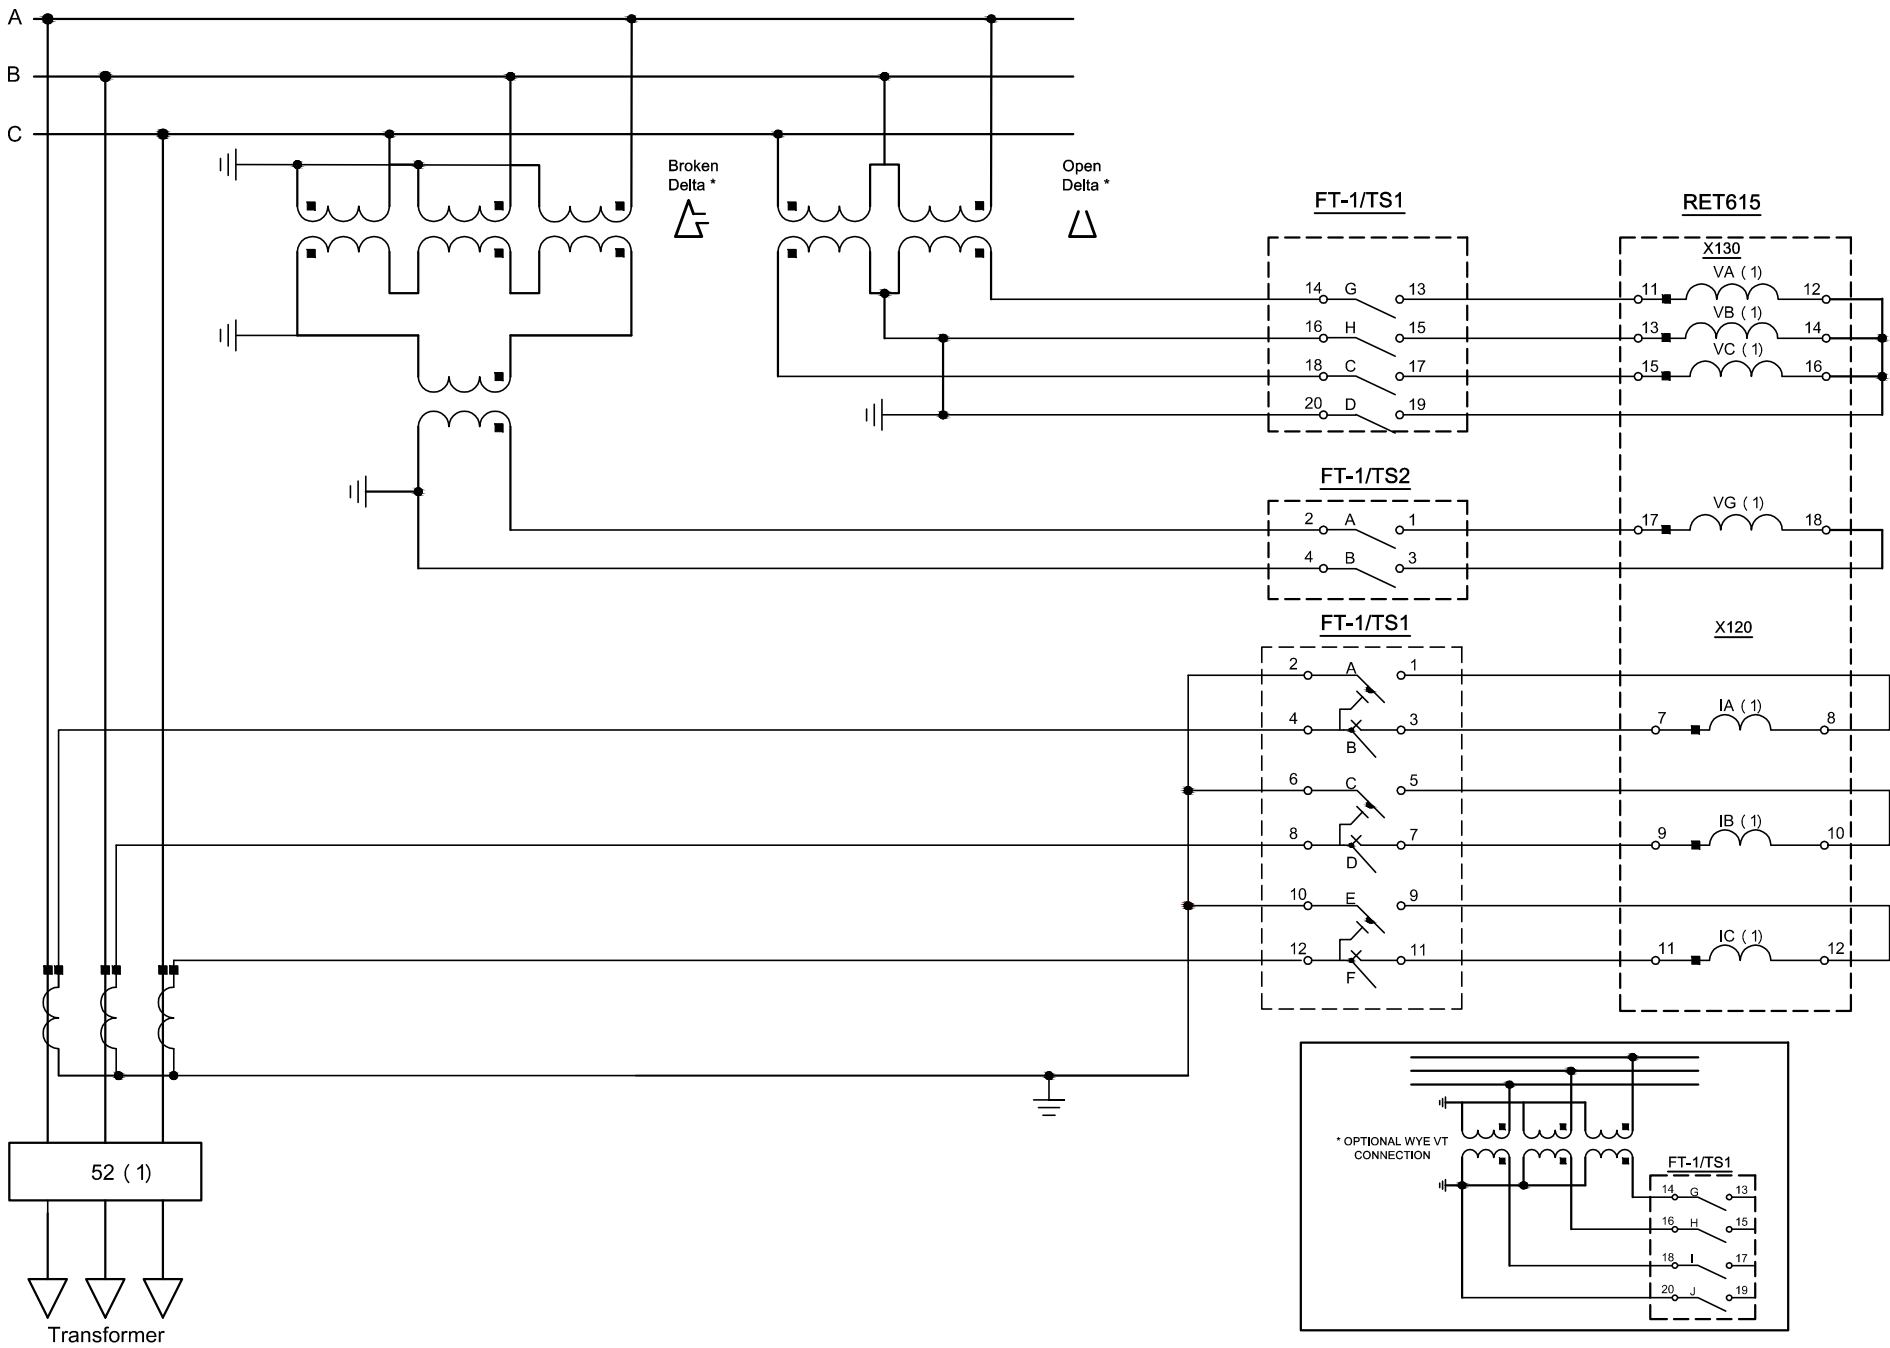 A
B
C
Broken
Delta *
Open
Delta *
FT-1/TS1
14 G 13
16 H 15
18 C 17
20 D 19
RET615
X130
VA ( 1)
11 12
VB ( 1)
13 14
VC ( 1)
15 16
FT-1/TS2
2 A 1
4 B 3
VG ( 1)
17 18
FT-1/TS1
2 A 1
4 3
B
6 C 5
8 7
D
10 E 9
12 11
F
X120
IA ( 1)
7 8
IB ( 1)
9 10
IC ( 1)
11 12
52 ( 1)
Transformer
* OPTIONAL WYE VT
CONNECTION
FT-1/TS1
14 G 13
16 H 15
18 I 17
20 J 19